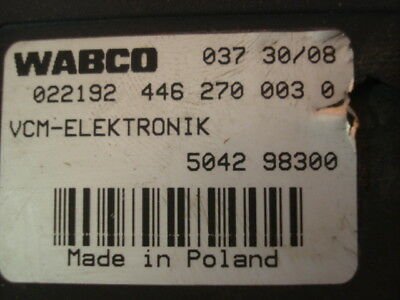 WABCO 037 30/08
022192 446 270 003 0
VCM-ELEKTRONIK
5042 98300
Made in Poland